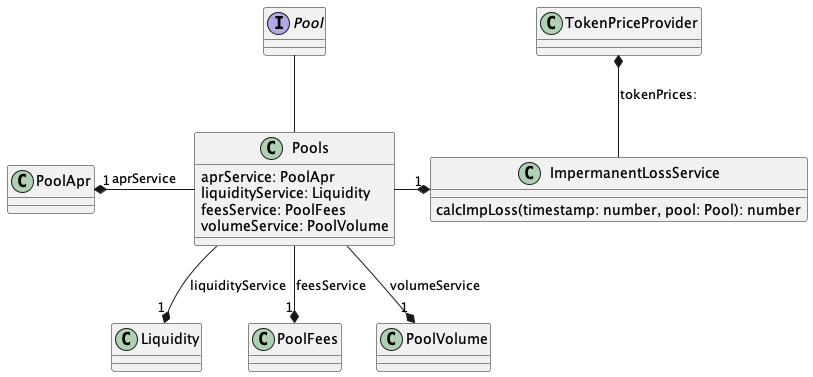 I Pool
C TokenPriceProvider
tokenPrices:
C Pools
aprService: PoolApr
liquidityService: Liquidity
feesService: PoolFees
volumeService: PoolVolume
C PoolApr
1
aprService
1
C ImpermanentLossService
calcImpLoss(timestamp: number, pool: Pool): number
liquidityService
feesService
volumeService
1
1
1
C Liquidity
C PoolFees
C PoolVolume